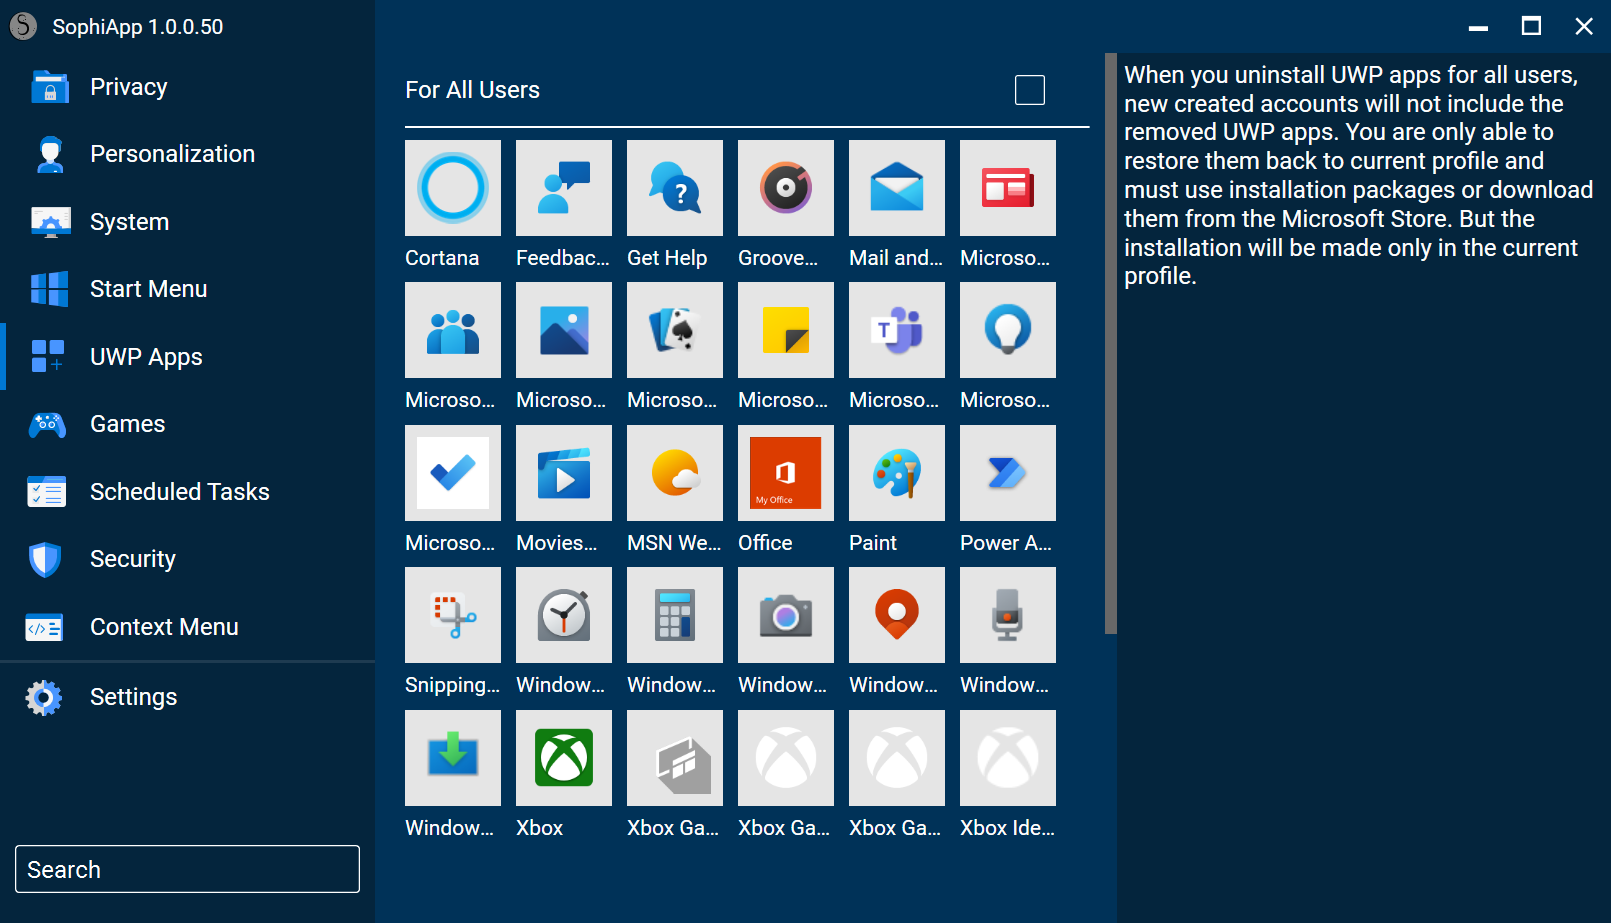 SophiApp 1.0.0.50
Privacy
Personalization
System
Start Menu
UWP Apps
Games
Scheduled Tasks
Security
Context Menu
Settings
Search
For All Users
Cortana Feedbac... Get Help Groove... Mail and... Microso...
T
Microso... Microso... Microso... Microso... Microso... Microso...
My Office
Microso... Movies... MSN We... Office Paint Power A...
Snipping... Window... Window... Window... Window... Window...
Window... Xbox Xbox Ga... Xbox Ga... Xbox Ga... Xbox Ide...
When you uninstall UWP apps for all users,
new created accounts will not include the
removed UWP apps. You are only able to
restore them back to current profile and
must use installation packages or download
them from the Microsoft Store. But the
installation will be made only in the current
profile.